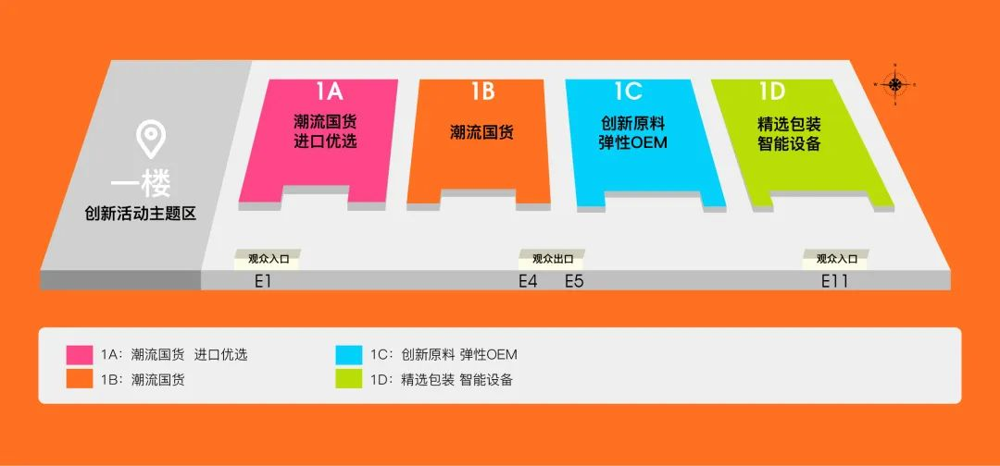 1A
潮流国货
进口优选
1B
潮流国货
1C
创新原料
弹性OEM
1D
精选包装
智能设备
N
W
E
S
一楼
创新活动主题区
观众入口
观众出口
观众入口
E1
E4
E5
E11
1A：潮流国货 进口优选
1C：创新原料 弹性OEM
1B：潮流国货
1D：精选包装 智能设备